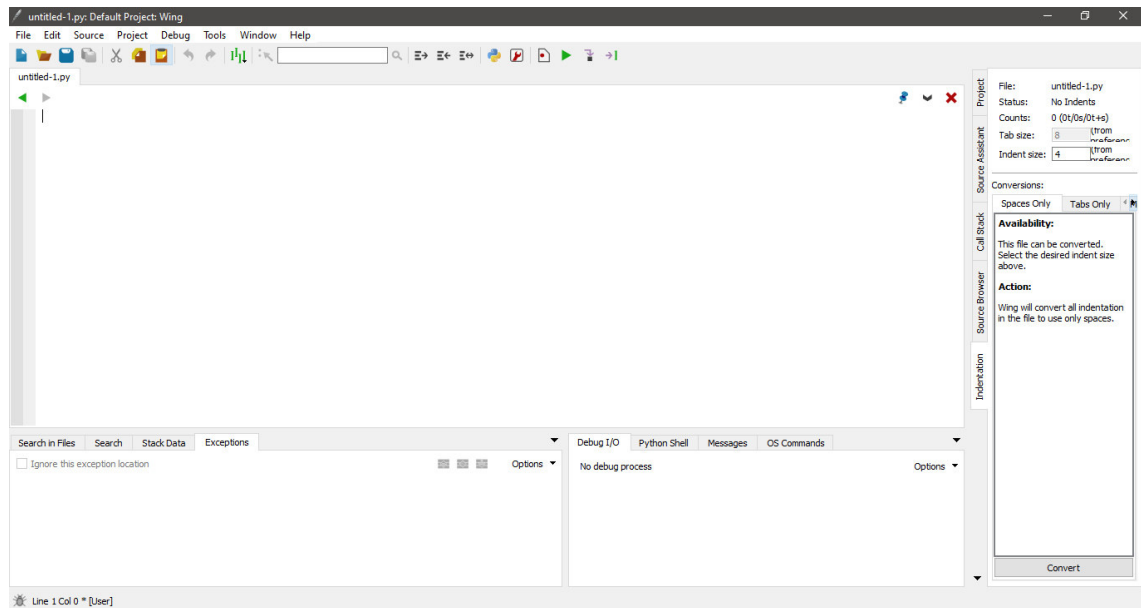 untitled-1.py: Default Project: Wing
File Edit Source Project Debug Tools Window Help
untitled-1.py
Project
Source Assistant
Call Stack
Source Browser
Indentation
File: untitled-1.py
Status: No Indents
Counts: 0 (0t/0s/0t+s)
Tab size: 8 (from
Indent size: 4 (from
Conversions:
Spaces Only Tabs Only
Availability:
This file can be converted.
Select the desired indent size
above.
Action:
Wing will convert all indentation
in the file to use only spaces.
Convert
Search in Files Search Stack Data Exceptions
Ignore this exception location Options
Debug I/O Python Shell Messages OS Commands
No debug process Options
Line 1 Col 0 * [User]